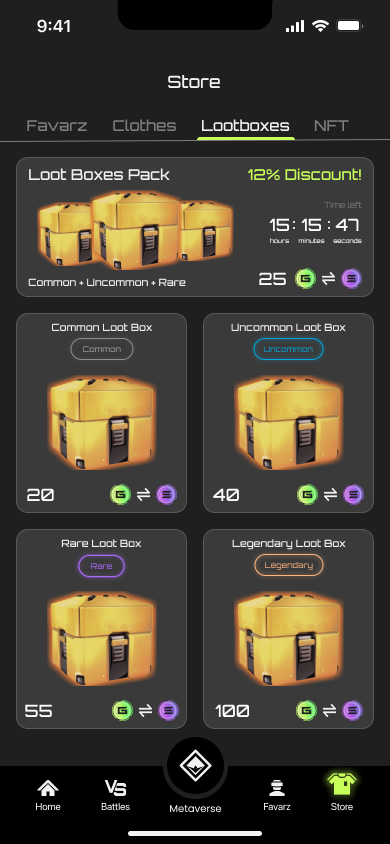 9:41
Store
Favarz Clothes Lootboxes NFT
Loot Boxes Pack 12% Discount!
Time left
15 : 15 : 47
hours minutes seconds
25 G S
Common + Uncommon + Rare
Common Loot Box
Common
20 G S
Uncommon Loot Box
Uncommon
40 G S
Rare Loot Box
Rare
55 G S
Legendary Loot Box
Legendary
100 G S
VS
Home Battles Metaverse Favarz Store